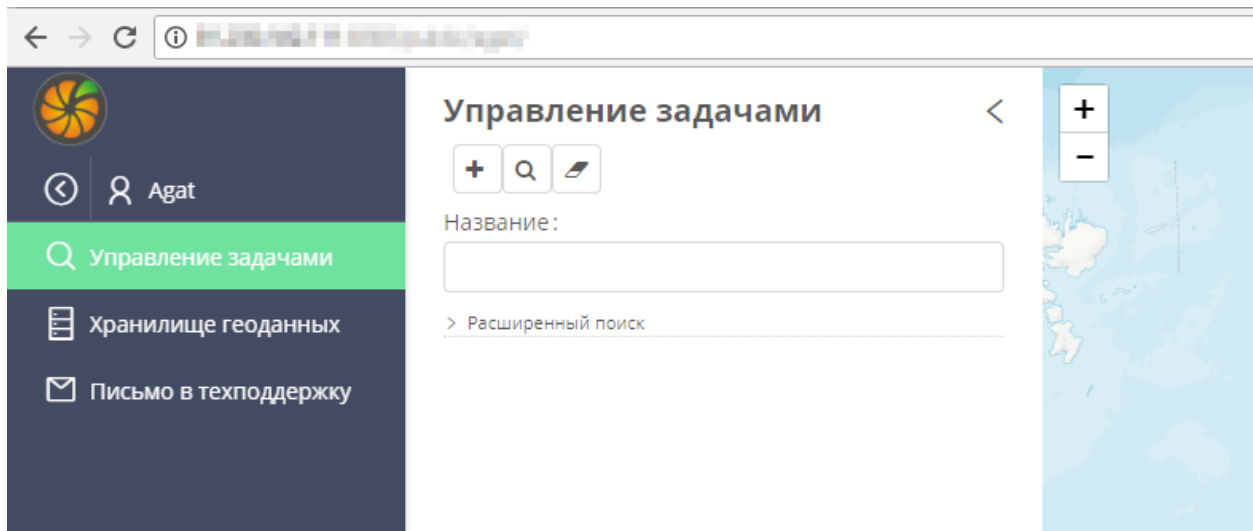 Управление задачами
Agat
Название:
Управление задачами
Хранилище геоданных
> Расширенный поиск
Письмо в техподдержку